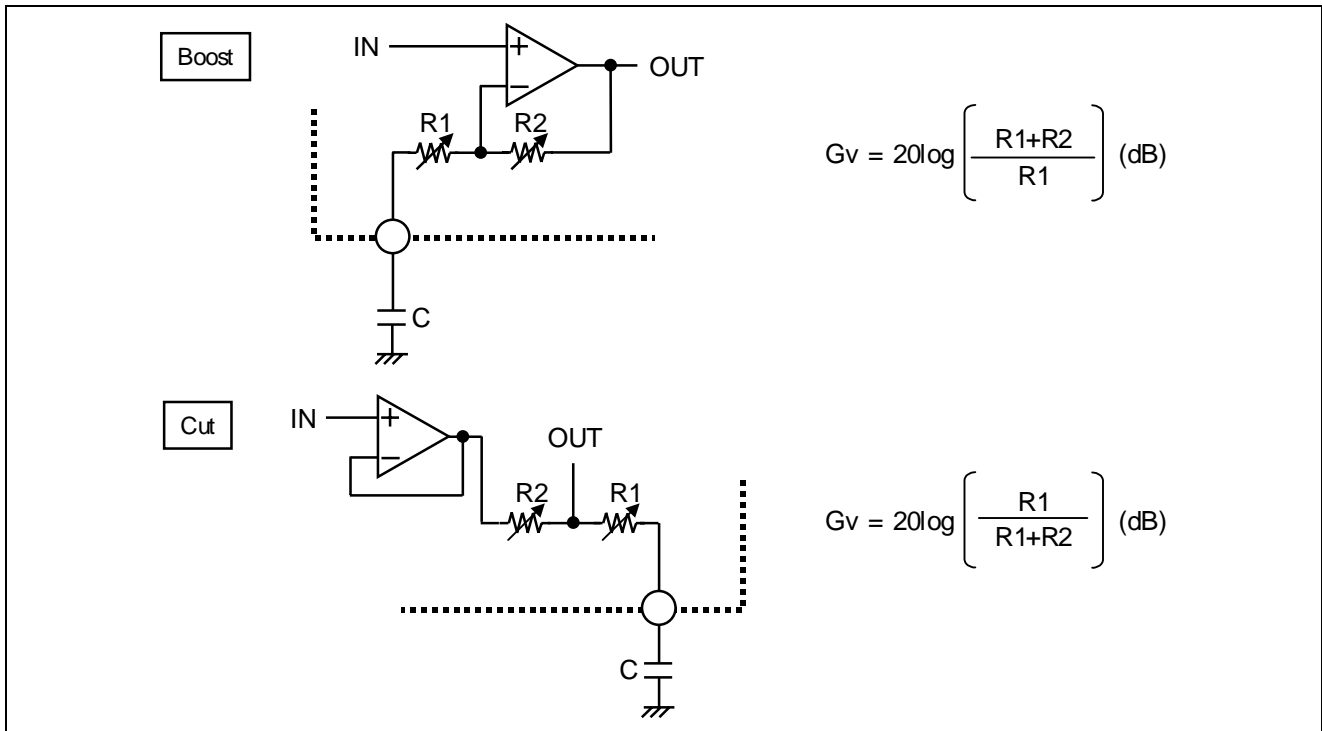 Boost
IN
+
−
OUT
R1
R2
C
Gv = 20log ( R1+R2 / R1 ) (dB)
Cut
IN
+
−
OUT
R2
R1
C
Gv = 20log ( R1 / R1+R2 ) (dB)